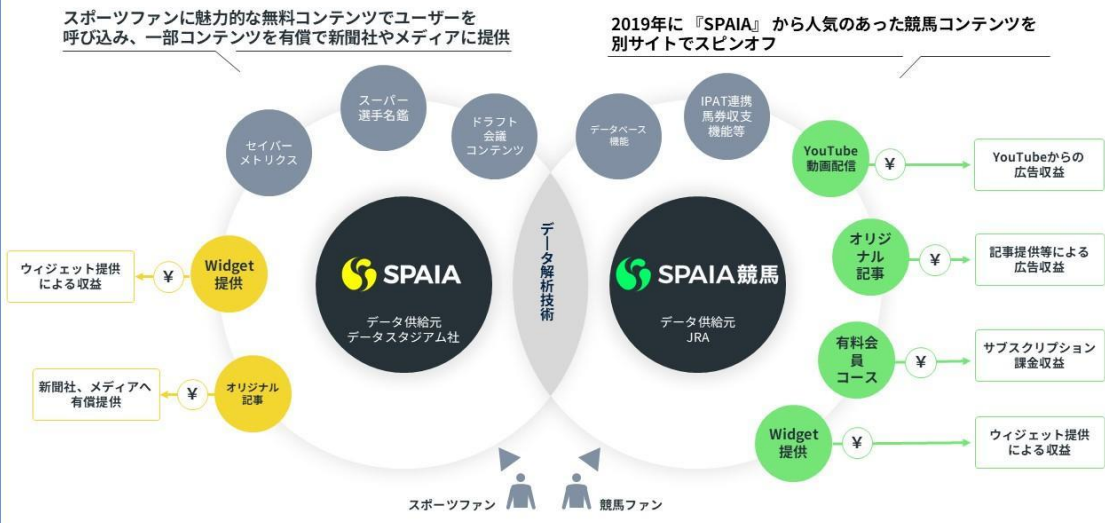 スポーツファンに魅力的な無料コンテンツでユーザーを
呼び込み、一部コンテンツを有償で新聞社やメディアに提供
2019年に『SPAIA』から人気のあった競馬コンテンツを
別サイトでスピンオフ
セイバー
メトリクス
スーパー
選手名鑑
ドラフト
会議
コンテンツ
データベース
機能
IPAT連携
馬券収支
機能等
YouTube
動画配信
¥
YouTubeからの
広告収益
ウィジェット提供
による収益
¥
Widget
提供
SPAIA
データ供給元
データスタジアム社
データ解析技術
SPAIA競馬
データ供給元
JRA
オリジ
ナル
記事
¥
記事提供等による
広告収益
新聞社、メディアへ
有償提供
¥
オリジナル
記事
有料会
員
コース
¥
サブスクリプション
課金収益
Widget
提供
¥
ウィジェット提供
による収益
スポーツファン
競馬ファン